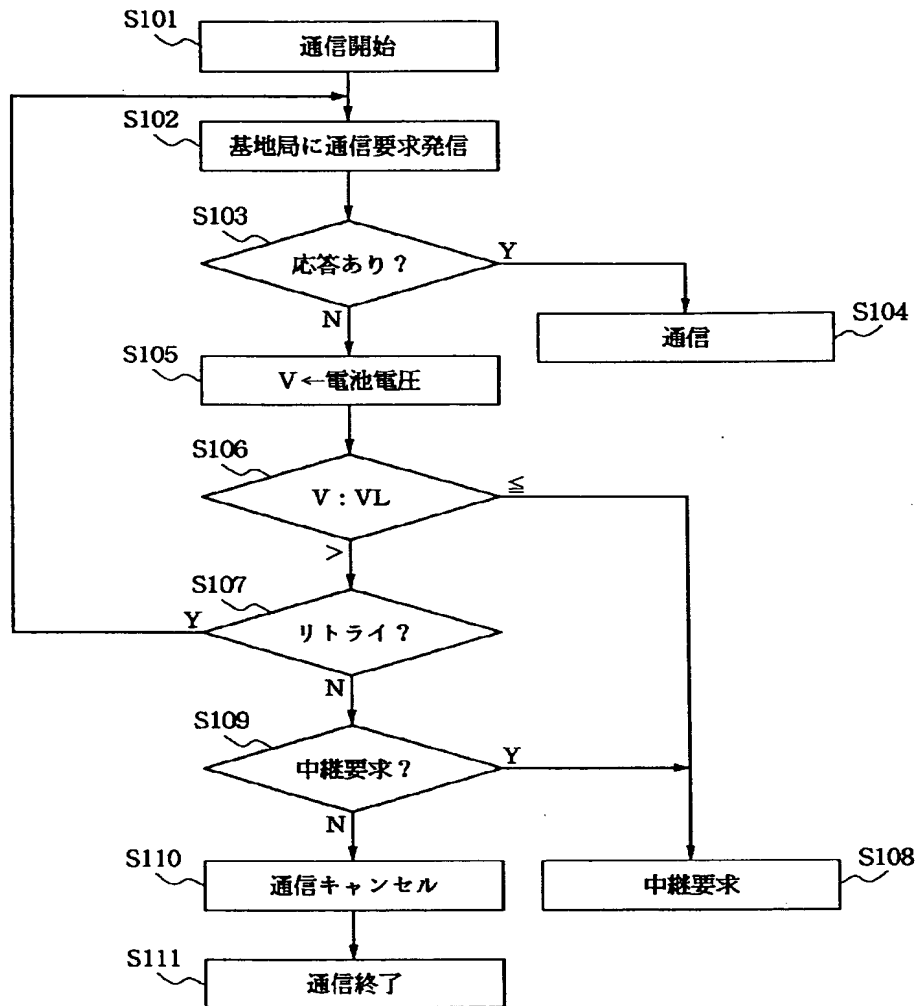 S101
通信開始
S102
基地局に通信要求発信
S103
応答あり？
Y
N
S104
通信
S105
V←電池電圧
S106
V：VL
≦
＞
S107
リトライ？
Y
N
S109
中継要求？
Y
N
S110
通信キャンセル
S108
中継要求
S111
通信終了